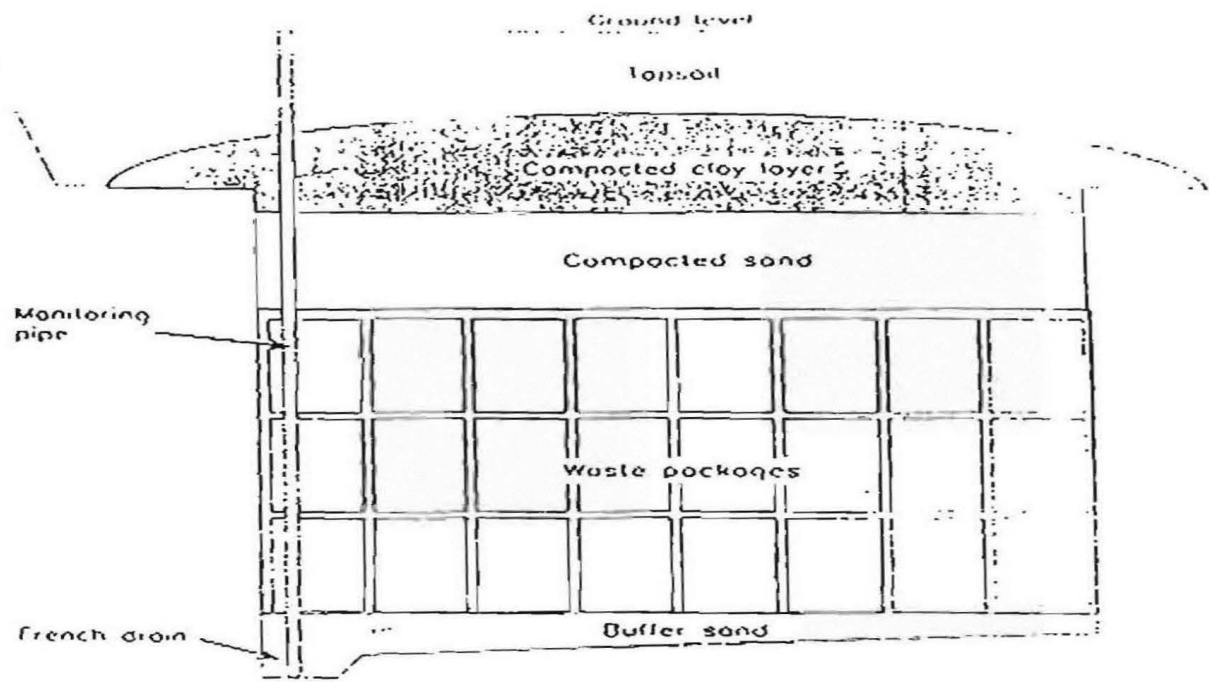 Ground level
Topsoil
Compacted clay layer
Compacted sand
Monitoring
pipe
Waste packages
French drain
Buffer sand